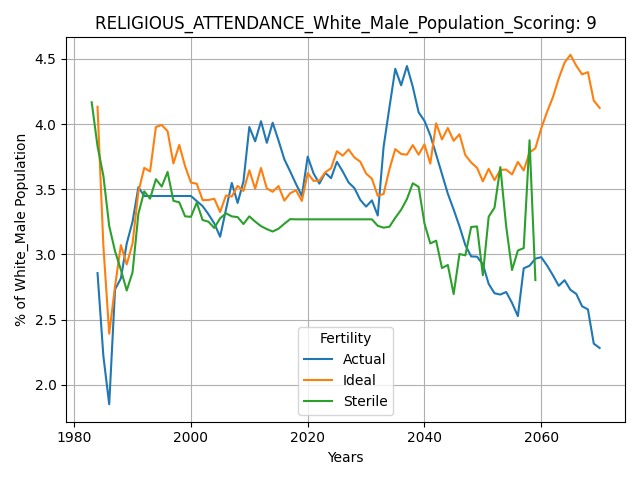 RELIGIOUS_ATTENDANCE_White_Male_Population_Scoring: 9
% of White_Male Population
4.5
4.0
3.5
3.0
2.5
2.0
Fertility
Actual
Ideal
Sterile
1980
2000
2020
2040
2060
Years